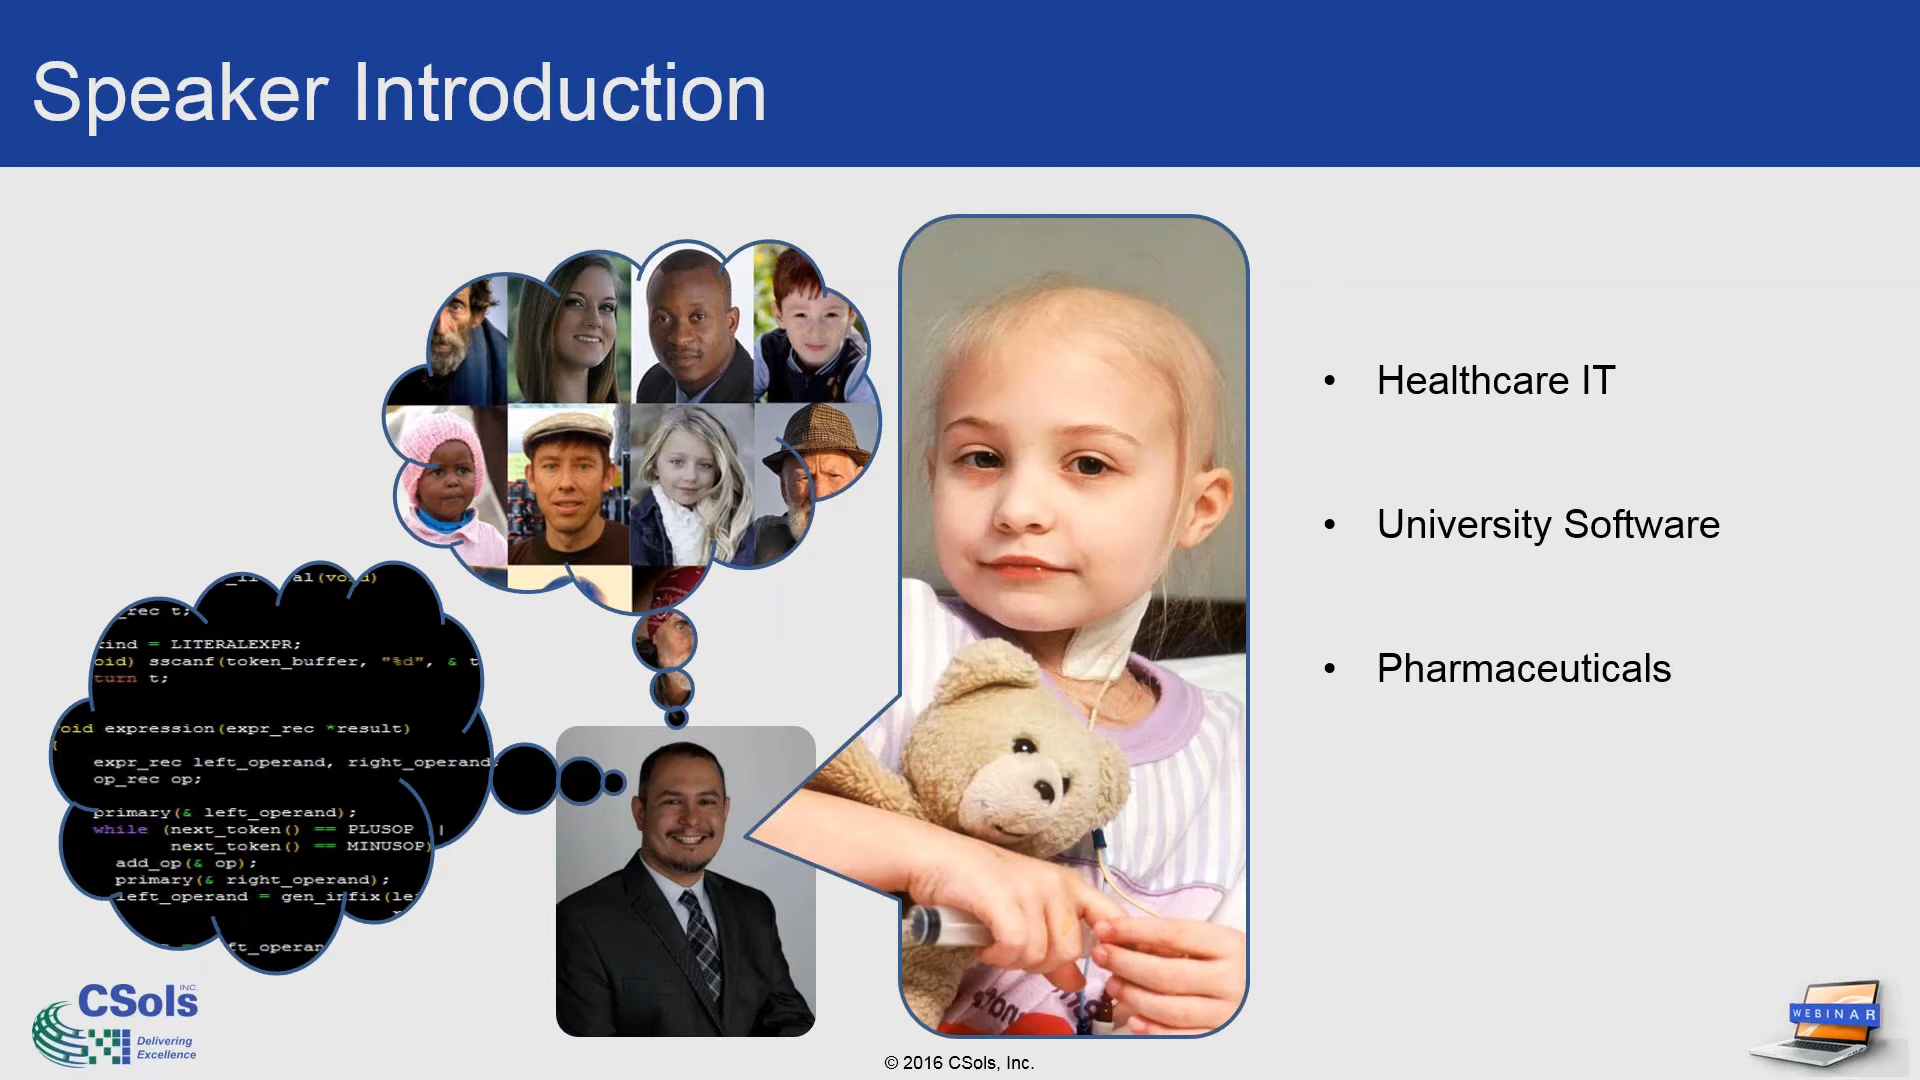 Speaker Introduction
al(void)
_rec t;
kind = LITERALEXPR;
oid) sscanf(token_buffer, "%d", & t
turn t;
oid expression(expr_rec *result)
{
expr_rec left_operand, right_operand;
op_rec op;
primary(& left_operand);
while (next_token() == PLUSOP ||
next_token() == MINUSOP)
add_op(& op);
primary(& right_operand);
left_operand = gen_infix(le
ft_operan
• Healthcare IT
• University Software
• Pharmaceuticals
CSols INC.
Delivering
Excellence
© 2016 CSols, Inc.
WEBINAR